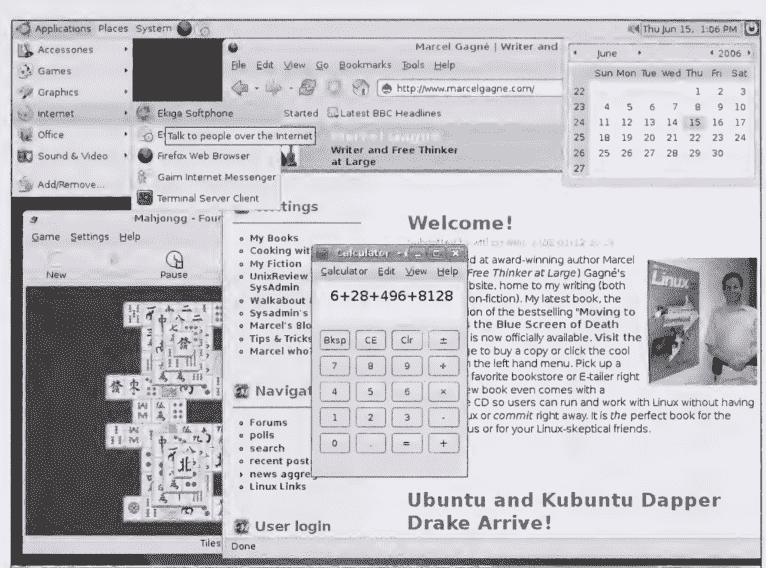 Applications Places System Thu Jun 15, 1:06 PM
Accessories
Games
Graphics
Internet
Office
Sound & Video
Add/Remove...
Ekiga Softphone
Talk to people over the Internet
Firefox Web Browser
Gaim Internet Messenger
Terminal Server Client
Marcel Gagné | Writer and
File Edit View Go Bookmarks Tools Help
http://www.marcelgagne.com/
Started Latest BBC Headlines
Writer and Free Thinker
at Large
June 2006
Sun Mon Tue Wed Thu Fri Sat
22 1 2 3
23 4 5 6 7 8 9 10
24 11 12 13 14 15 16 17
25 18 19 20 21 22 23 24
26 25 26 27 28 29 30
27
Mahjongg - Four
Game Settings Help
New Pause
Tiles
ttings
My Books
Cooking wit
My Fiction
UnixReview
SysAdmin
Walkabout
Sysadmin's
Marcel's Blo
Tips & Tricks
Marcel who?
Navigat
Forums
polls
search
recent post
news aggreg
Linux Links
User login
Done
Calculator
Calculator Edit View Help
6+28+496+8128
Bksp CE Clr ±
7 8 9 ÷
4 5 6 ×
1 2 3 -
0 . = +
Welcome!
d at award-winning author Marcel
Free Thinker at Large) Gagné's
bsite, home to my writing (both
on-fiction). My latest book, the
on of the bestselling "Moving to
s the Blue Screen of Death
is now officially available. Visit the
ge to buy a copy or click the cool
n the left hand menu. Pick up a
favorite bookstore or E-tailer right
ew book even comes with a
CD so users can run and work with Linux without having
ux or commit right away. It is the perfect book for the
us or for your Linux-skeptical friends.
Linux
Ubuntu and Kubuntu Dapper
Drake Arrive!